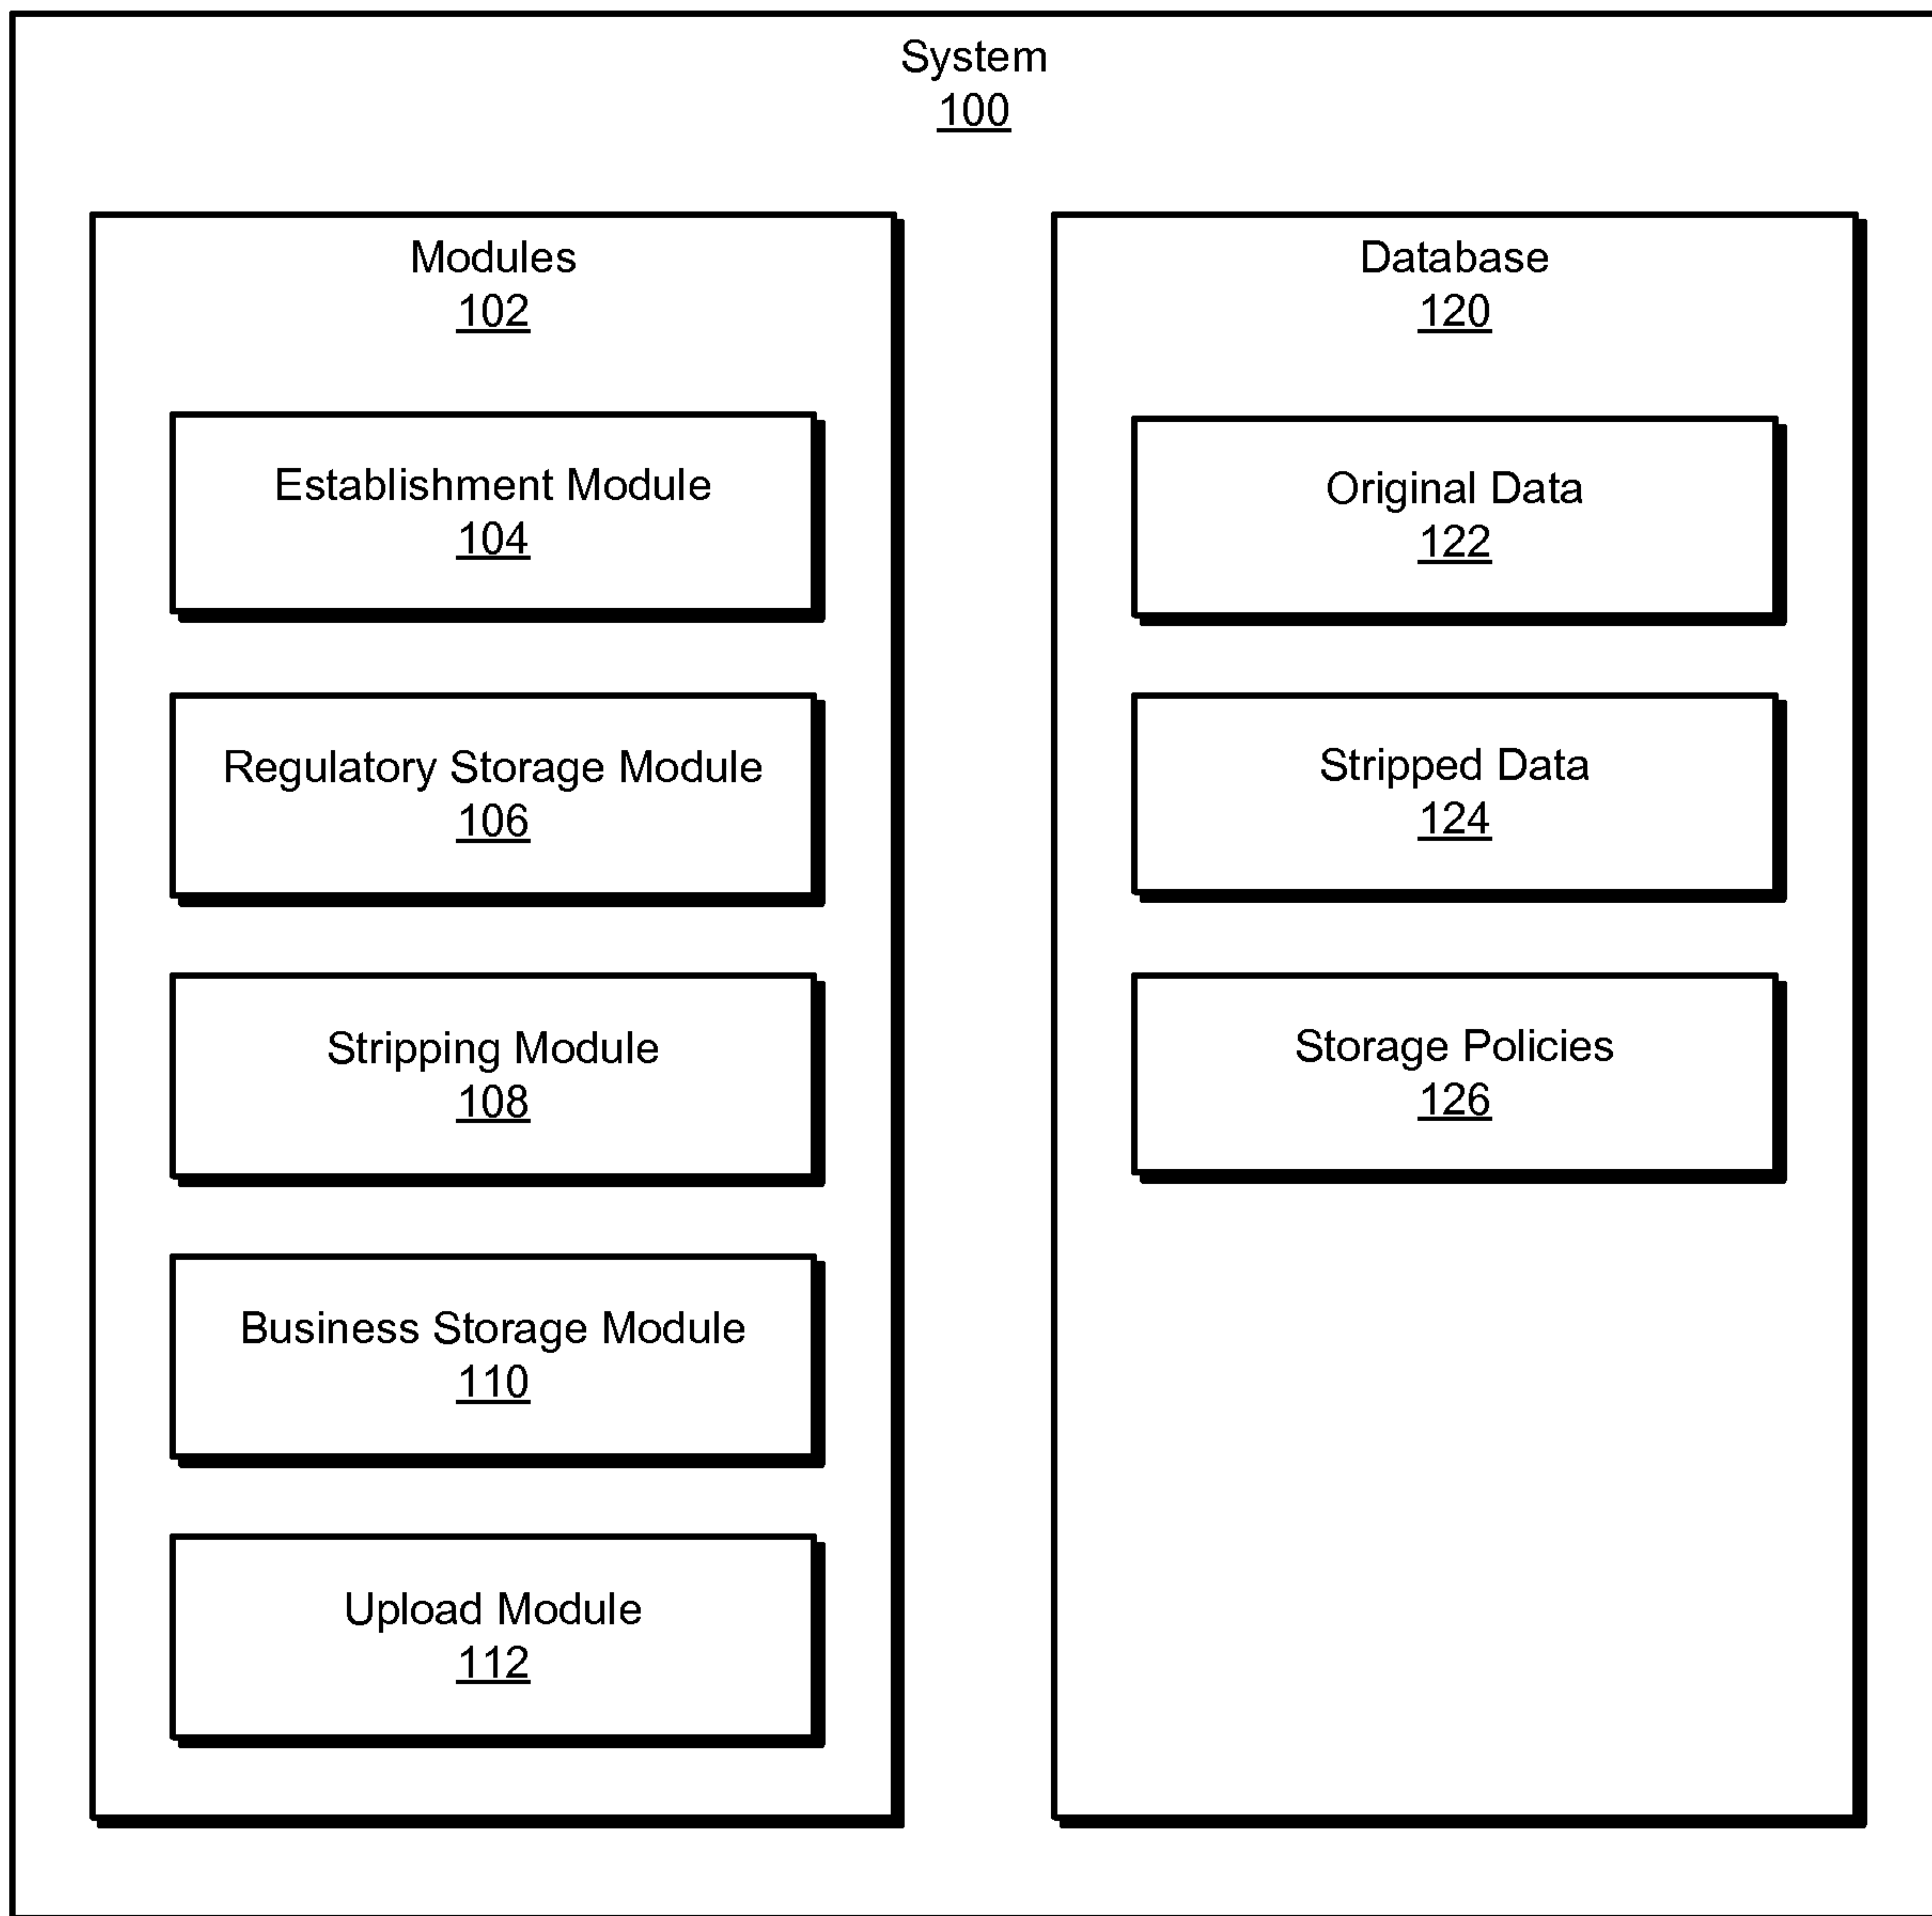 System
100
Modules
102
Establishment Module
104
Regulatory Storage Module
106
Stripping Module
108
Business Storage Module
110
Upload Module
112
Database
120
Original Data
122
Stripped Data
124
Storage Policies
126